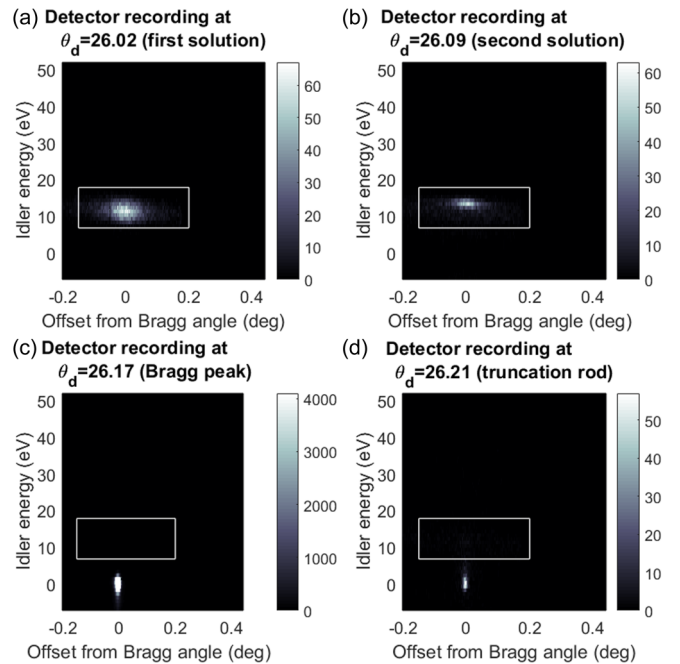 (a) Detector recording at
θd=26.02 (first solution)
50
40
30
20
10
0
Idler energy (eV)
-0.2 0 0.2 0.4
Offset from Bragg angle (deg)
60
50
40
30
20
10
0
(b) Detector recording at
θd=26.09 (second solution)
50
40
30
20
10
0
Idler energy (eV)
-0.2 0 0.2 0.4
Offset from Bragg angle (deg)
60
50
40
30
20
10
0
(c) Detector recording at
θd=26.17 (Bragg peak)
50
40
30
20
10
0
Idler energy (eV)
-0.2 0 0.2 0.4
Offset from Bragg angle (deg)
4000
3000
2000
1000
0
(d) Detector recording at
θd=26.21 (truncation rod)
50
40
30
20
10
0
Idler energy (eV)
-0.2 0 0.2 0.4
Offset from Bragg angle (deg)
50
40
30
20
10
0